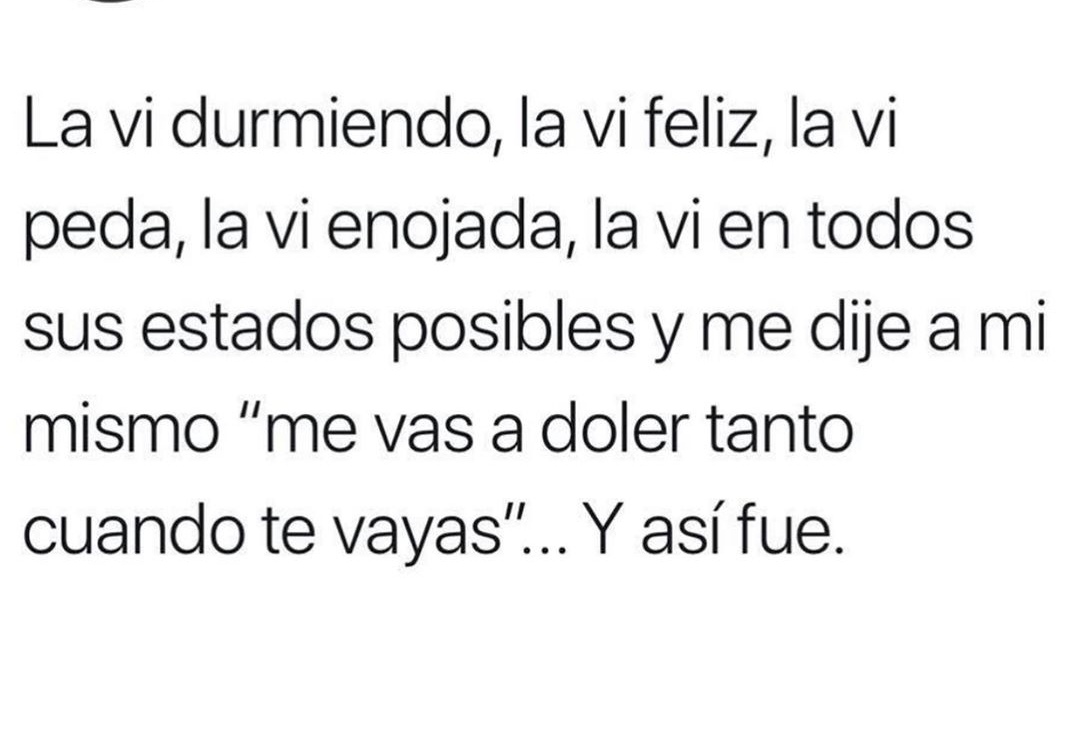 La vi durmiendo, la vi feliz, la vi
peda, la vi enojada, la vi en todos
sus estados posibles y me dije a mi
mismo "me vas a doler tanto
cuando te vayas"... Y así fue.